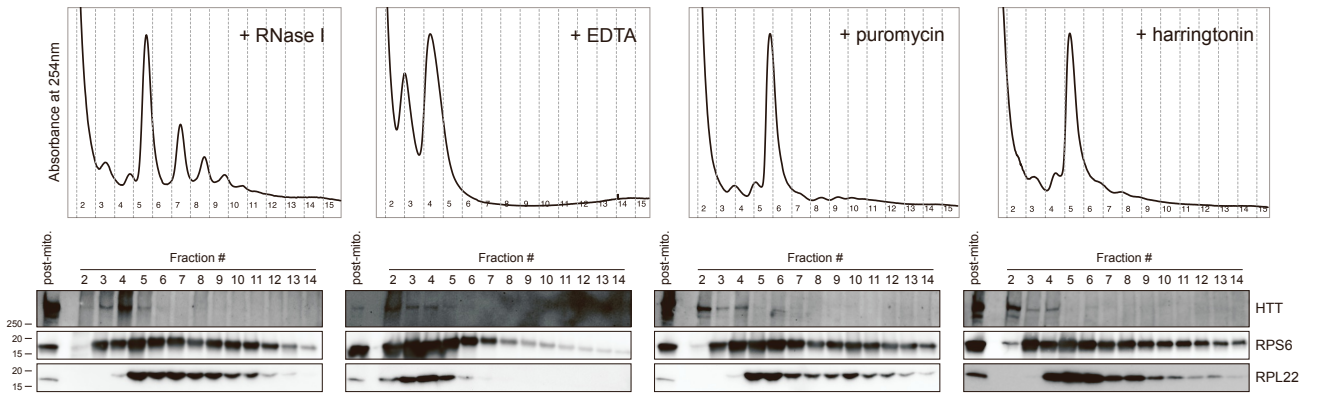 Absorbance at 254nm
+ RNase I
2 3 4 5 6 7 8 9 10 11 12 13 14 15
+ EDTA
2 3 4 5 6 7 8 9 10 11 12 13 14 15
+ puromycin
2 3 4 5 6 7 8 9 10 11 12 13 14 15
+ harringtonin
2 3 4 5 6 7 8 9 10 11 12 13 14 15
post-mito.
Fraction #
2 3 4 5 6 7 8 9 10 11 12 13 14
post-mito.
Fraction #
2 3 4 5 6 7 8 9 10 11 12 13 14
post-mito.
Fraction #
2 3 4 5 6 7 8 9 10 11 12 13 14
post-mito.
Fraction #
2 3 4 5 6 7 8 9 10 11 12 13 14
HTT
250
20
15
RPS6
20
15
RPL22